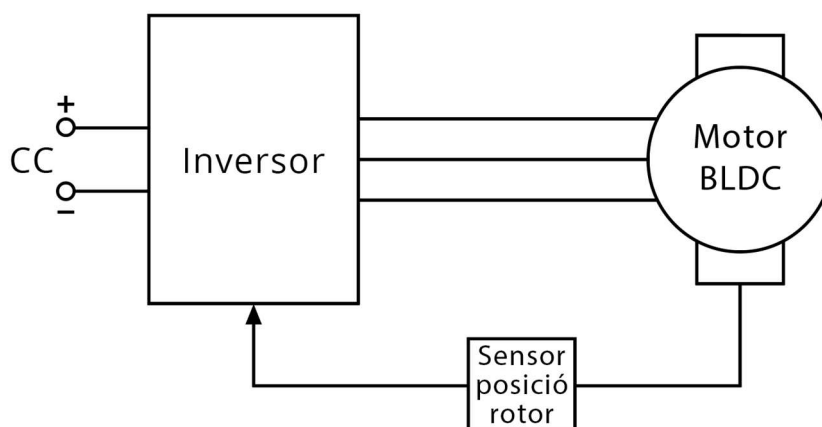 +
CC
–
Inversor
Motor
BLDC
Sensor
posició
rotor